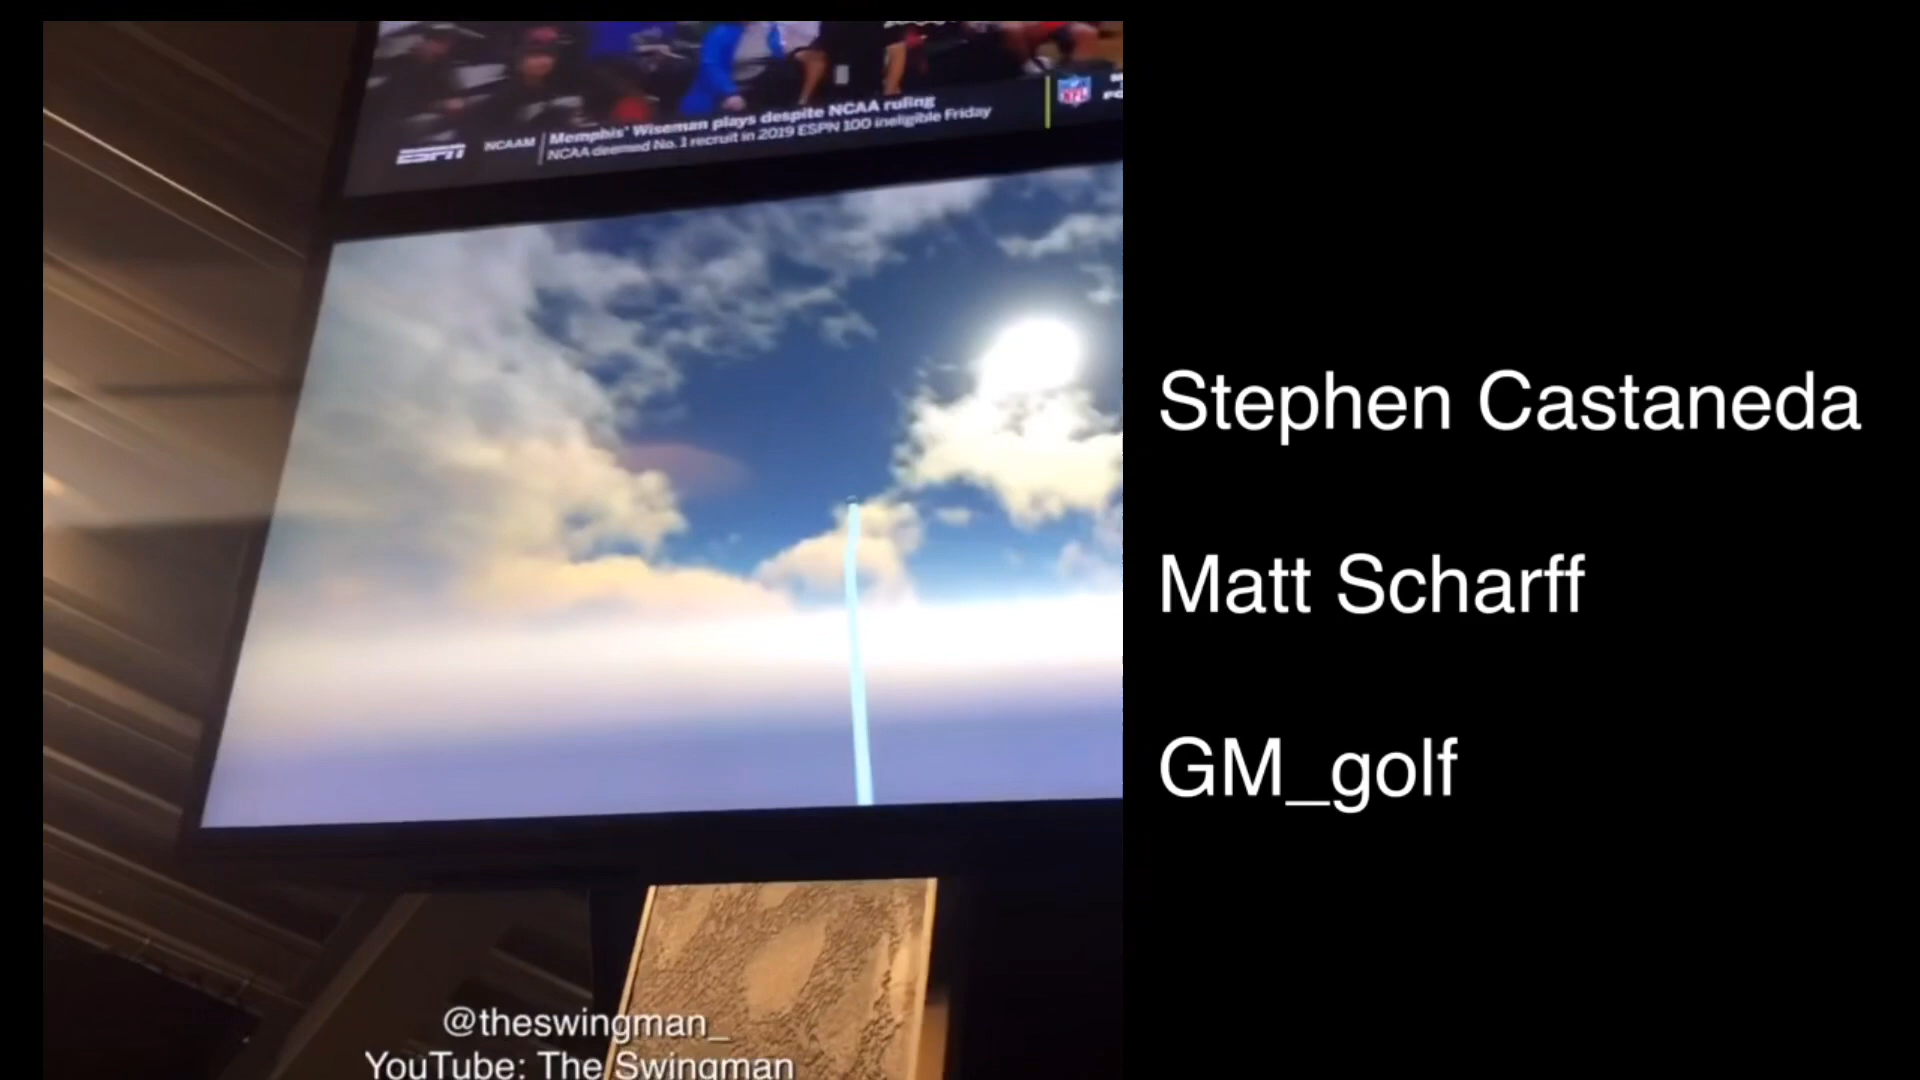 NCAAM
Memphis' Wiseman plays despite NCAA ruling
NCAA deemed No. 1 recruit in 2019 ESPN 100 ineligible Friday
ESPN
NFL
Stephen Castaneda
Matt Scharff
GM_golf
@theswingman_
YouTube: The Swingman